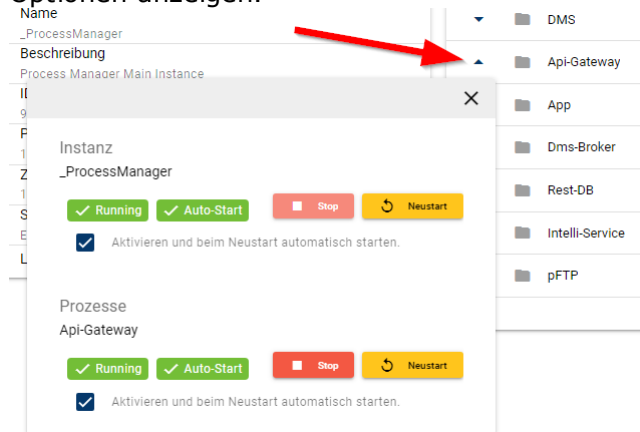 Optionen anzeigen.
Name
_ProcessManager
Beschreibung
Process Manager Main Instance
Instanz
_ProcessManager
Running
Auto-Start
Stop
Neustart
Aktivieren und beim Neustart automatisch starten.
Prozesse
Api-Gateway
Running
Auto-Start
Stop
Neustart
Aktivieren und beim Neustart automatisch starten.
DMS
Api-Gateway
App
Dms-Broker
Rest-DB
Intelli-Service
pFTP